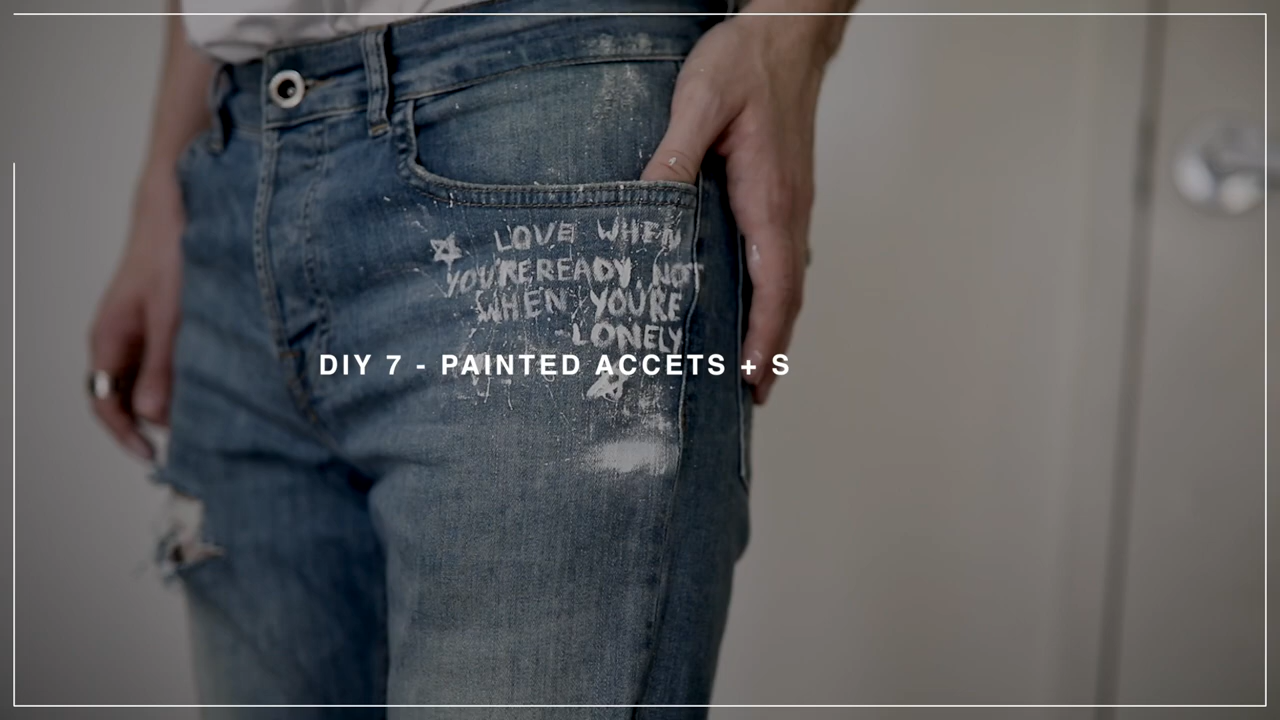 LOVE WHEN
YOU'RE READY NOT
WHEN YOU'RE
LONELY
DIY 7 - PAINTED ACCETS + S